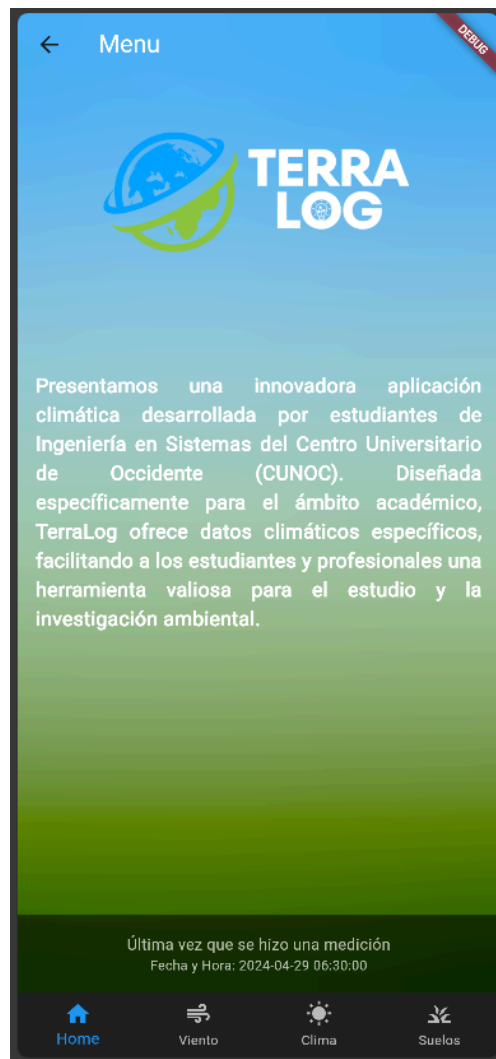 Menu
DEBUG
TERRA
LOG
Presentamos una innovadora aplicación
climática desarrollada por estudiantes de
Ingeniería en Sistemas del Centro Universitario
de Occidente (CUNOC). Diseñada
específicamente para el ámbito académico,
TerraLog ofrece datos climáticos específicos,
facilitando a los estudiantes y profesionales una
herramienta valiosa para el estudio y la
investigación ambiental.
Última vez que se hizo una medición
Fecha y Hora: 2024-04-29 06:30:00
Home Viento Clima Suelos